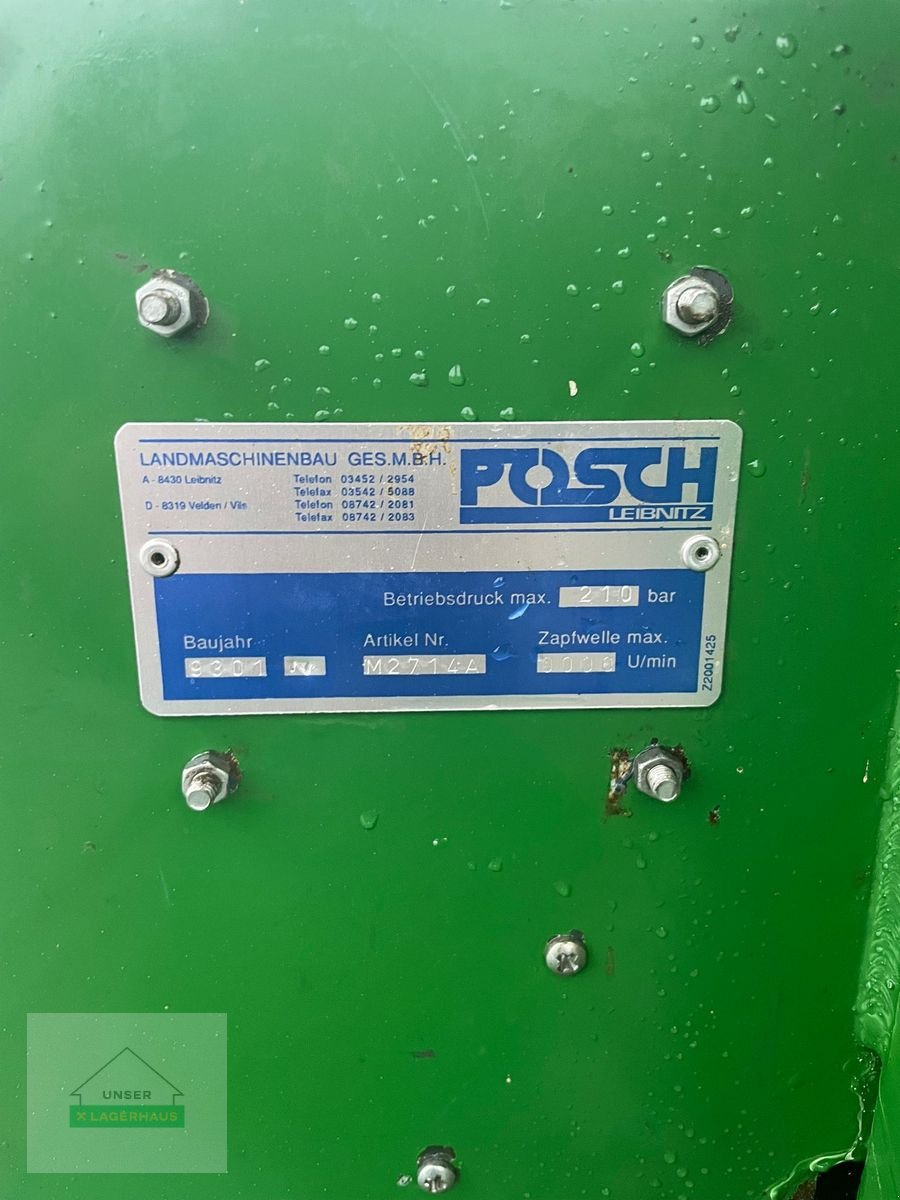 LANDMASCHINENBAU GES.M.B.H.
A - 8430 Leibnitz
Telefon 03452 / 2954
Telefax 03542 / 5088
D - 8319 Velden / Vils
Telefon 08742 / 2081
Telefax 08742 / 2083
POSCH
LEIBNITZ
Betriebsdruck max. 210 bar
Baujahr
9301
Artikel Nr.
M2714A
Zapfwelle max.
U/min
Z2001425
UNSER
X LAGERHAUS